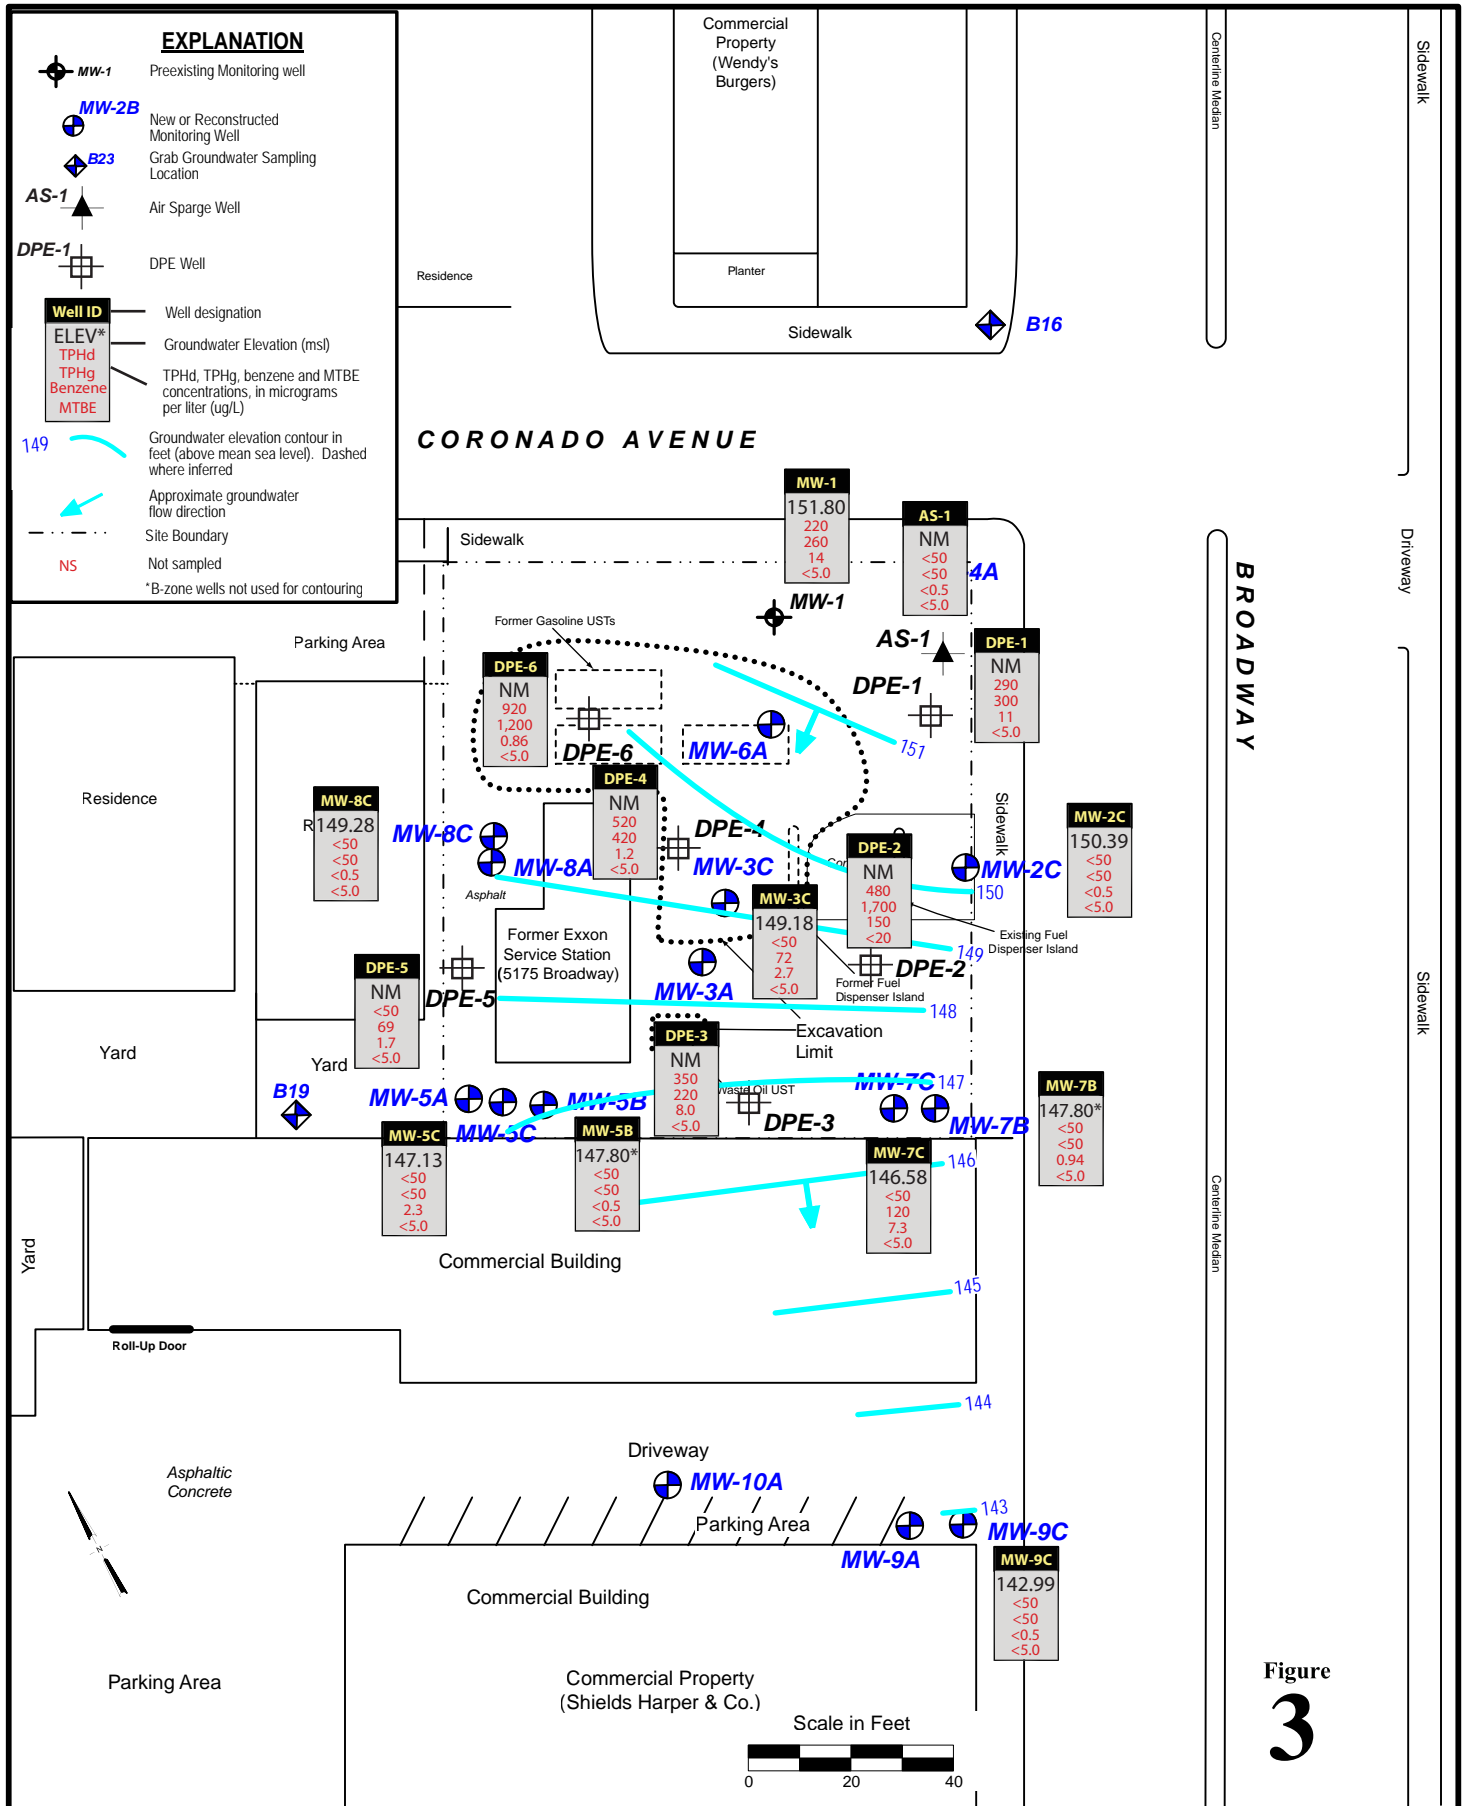 EXPLANATION
MW-1
Preexisting Monitoring well
MW-2B
New or Reconstructed
Monitoring Well
B23
Grab Groundwater Sampling
Location
AS-1
Air Sparge Well
DPE-1
DPE Well
Well ID
Well designation
ELEV*
Groundwater Elevation (msl)
TPHd
TPHg
Benzene
MTBE
TPHd, TPHg, benzene and MTBE
concentrations, in micrograms
per liter (ug/L)
149
Groundwater elevation contour in
feet (above mean sea level). Dashed
where inferred
Approximate groundwater
flow direction
Site Boundary
NS
Not sampled
*B-zone wells not used for contouring
Commercial
Property
(Wendy's
Burgers)
Planter
Residence
Sidewalk
B16
Centerline Median
Sidewalk
CORONADO AVENUE
Sidewalk
MW-1
151.80
220
260
14
<5.0
MW-1
AS-1
NM
<50
<50
<0.5
<5.0
4A
AS-1
DPE-1
NM
290
300
11
<5.0
DPE-1
BROADWAY
Driveway
Parking Area
Former Gasoline USTs
DPE-6
NM
920
1,200
0.86
<5.0
DPE-6
MW-6A
151
Residence
MW-8C
R149.28
<50
<50
<0.5
<5.0
MW-8C
MW-8A
Asphalt
DPE-4
NM
520
420
1.2
<5.0
DPE-4
MW-3C
MW-3C
149.18
<50
72
2.7
<5.0
DPE-2
NM
480
1,700
150
<20
Sidewalk
MW-2C
MW-2C
150.39
<50
<50
<0.5
<5.0
150
Existing Fuel
Dispenser Island
149
DPE-2
Former Fuel
Dispenser Island
Former Exxon
Service Station
(5175 Broadway)
MW-3A
DPE-5
NM
<50
69
1.7
<5.0
DPE-5
148
Excavation
Limit
Sidewalk
Yard
Yard
B19
DPE-3
NM
350
220
8.0
<5.0
Waste Oil UST
DPE-3
MW-5A
MW-5B
MW-5C
MW-7C
147
MW-7B
MW-7B
147.80*
<50
<50
0.94
<5.0
MW-5C
147.13
<50
<50
2.3
<5.0
MW-5B
147.80*
<50
<50
<0.5
<5.0
MW-7C
146.58
<50
120
7.3
<5.0
146
Centerline Median
Yard
Commercial Building
145
Roll-Up Door
144
Driveway
MW-10A
Asphaltic
Concrete
N
Parking Area
143
MW-9A
MW-9C
MW-9C
142.99
<50
<50
<0.5
<5.0
Commercial Building
Parking Area
Commercial Property
(Shields Harper & Co.)
Scale in Feet
0
20
40
Figure
3